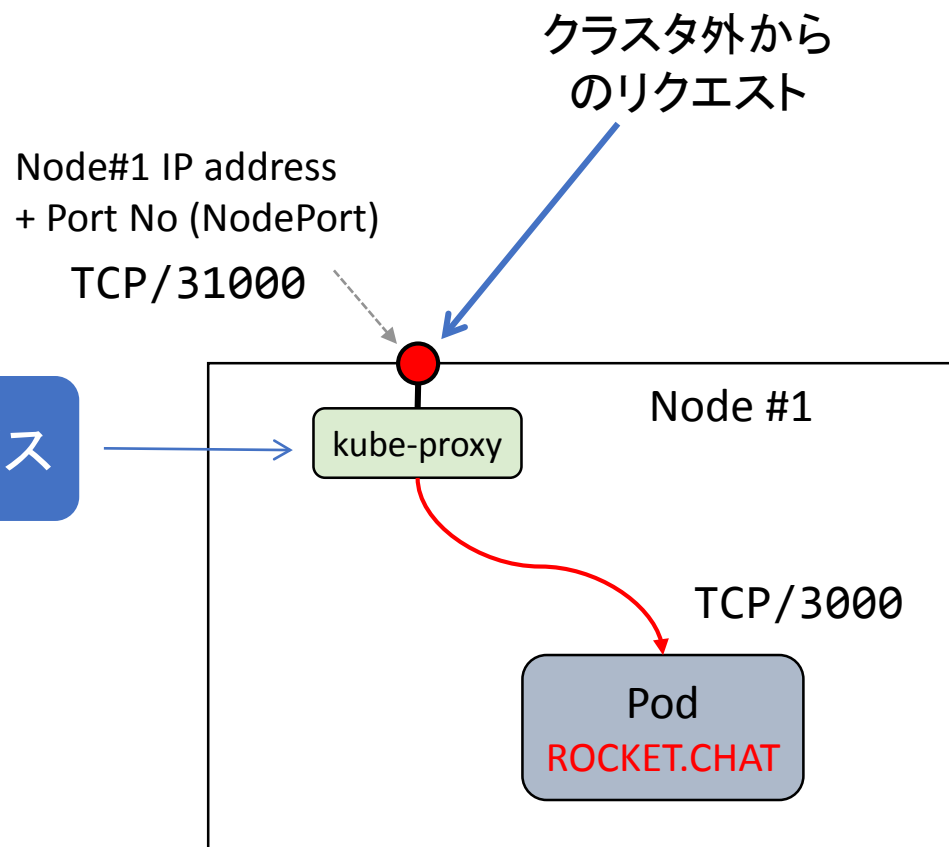 クラスタ外から
のリクエスト
Node#1 IP address
+ Port No (NodePort)
TCP/31000
Node #1
ス
kube-proxy
TCP/3000
Pod
ROCKET.CHAT